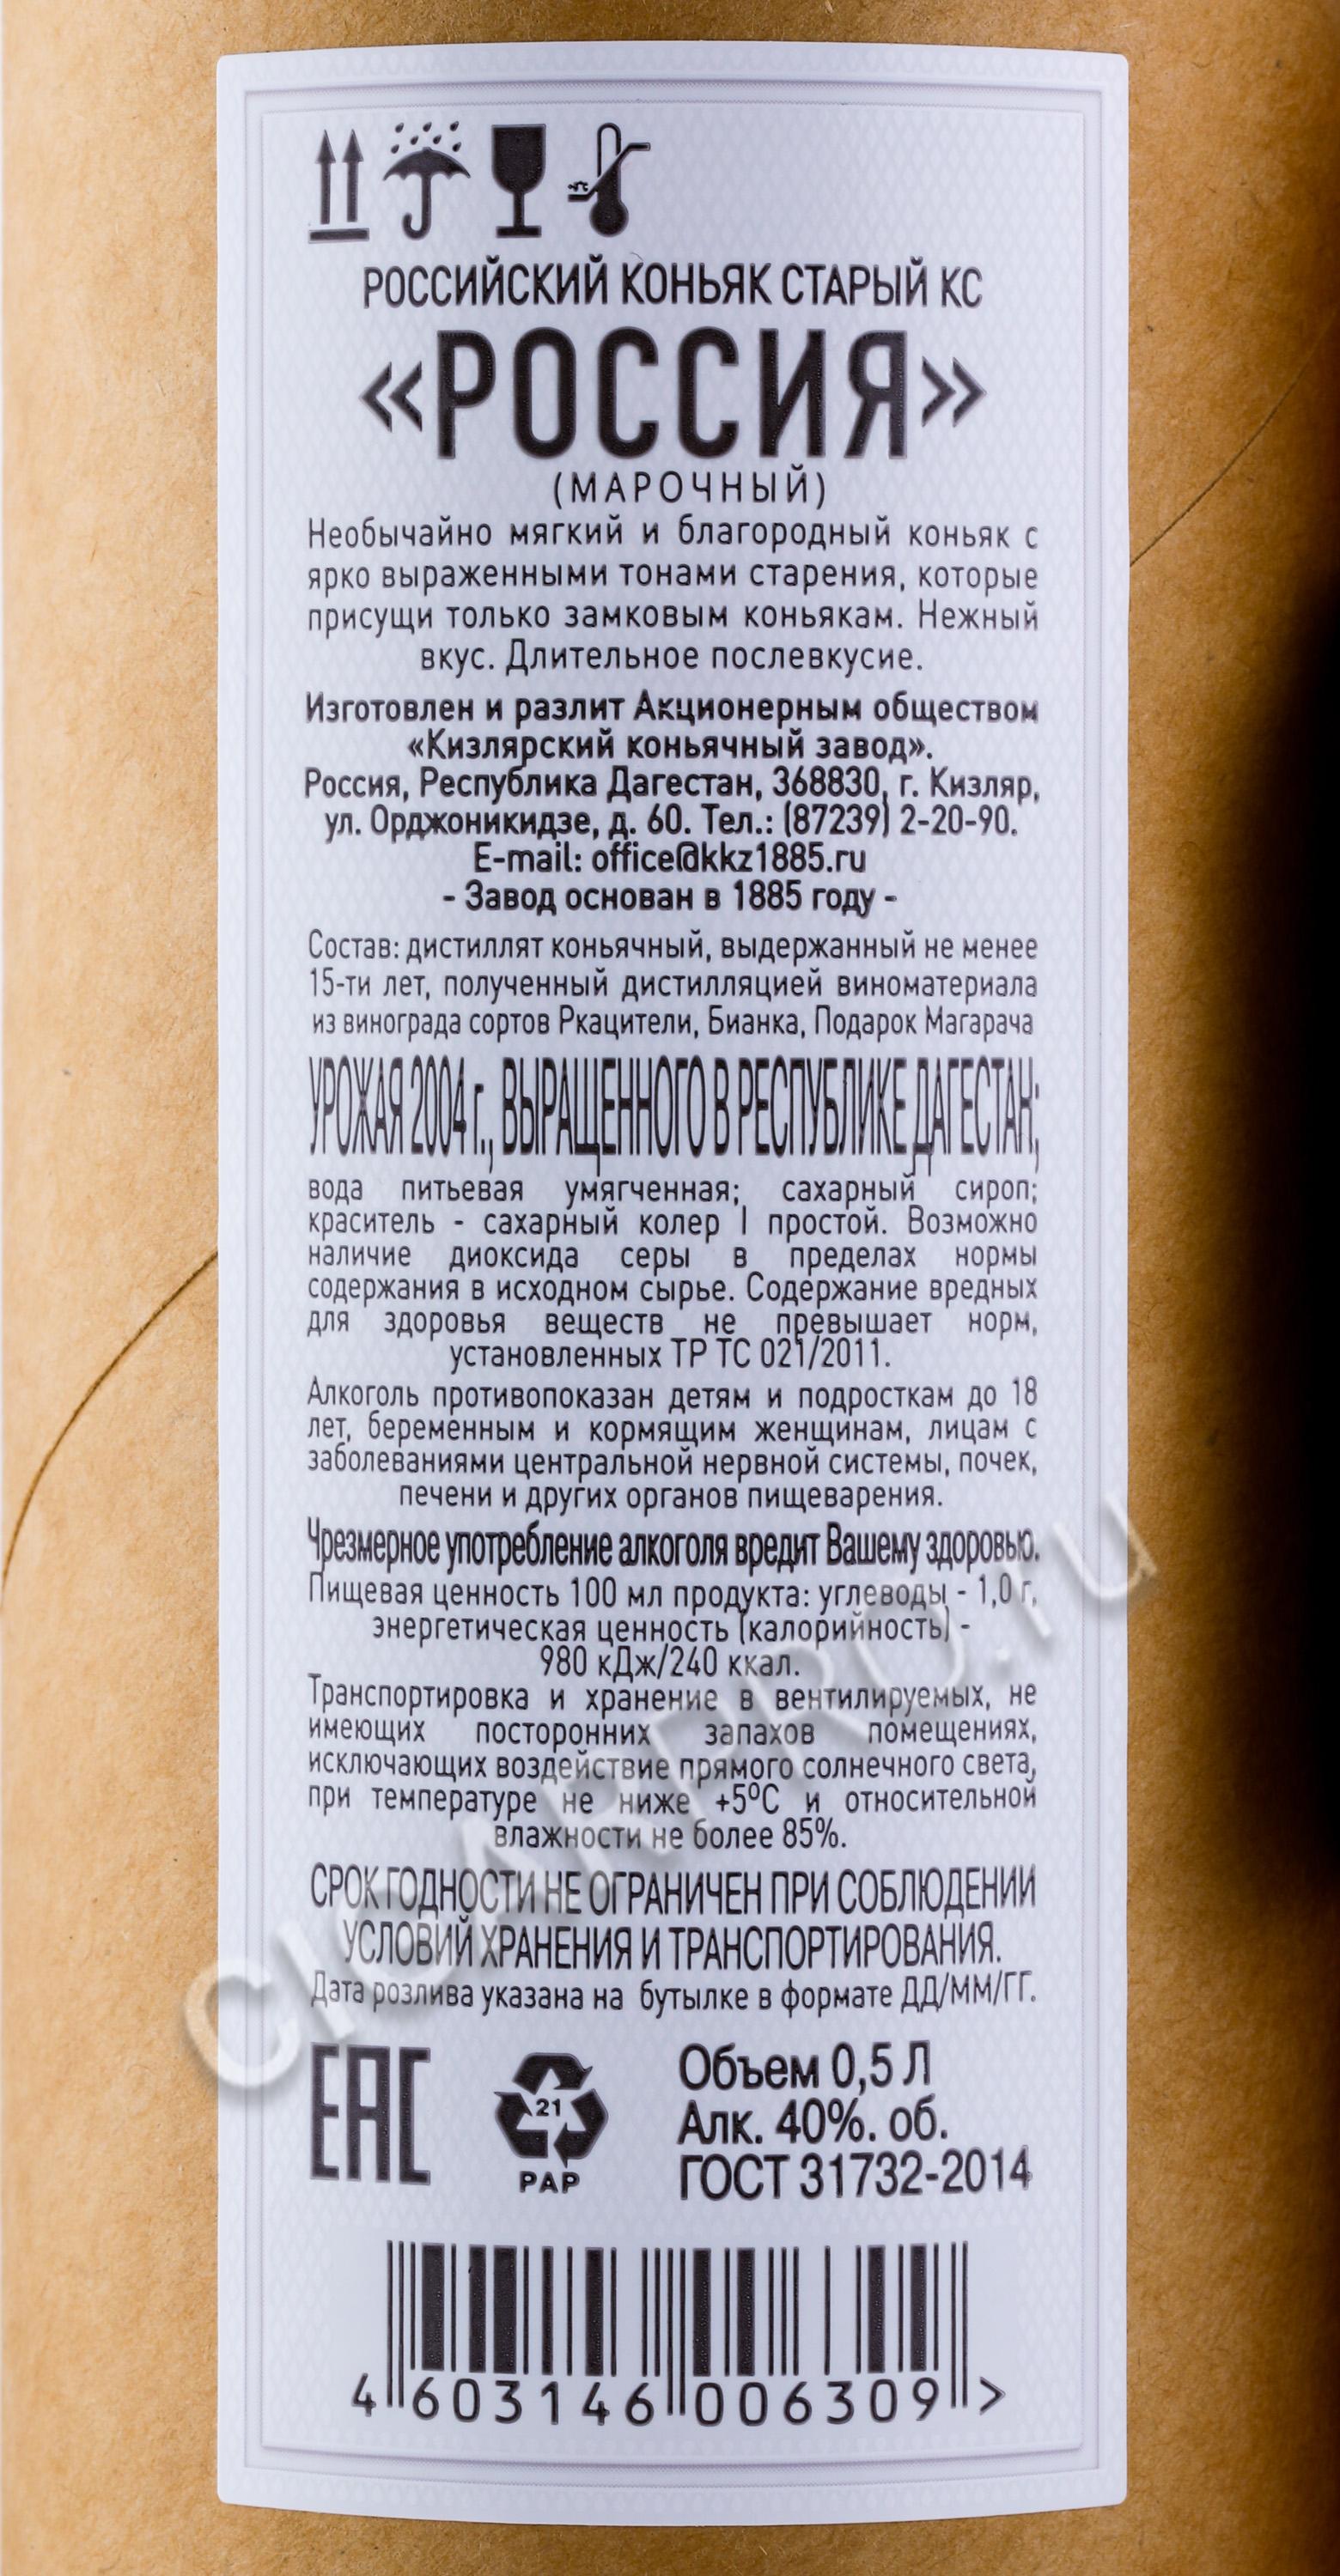 РОССИЙСКИЙ КОНЬЯК СТАРЫЙ КС
«РОССИЯ»
(МАРОЧНЫЙ)
Необычайно мягкий и благородный коньяк с
ярко выраженными тонами старения, которые
присущи только замковым коньякам. Нежный
вкус. Длительное послевкусие.
Изготовлен и разлит Акционерным обществом
«Кизлярский коньячный завод».
Россия, Республика Дагестан, 368830, г. Кизляр,
ул. Орджоникидзе, д. 60. Тел.: (87239) 2-20-90.
E-mail: office@kkz1885.ru
- Завод основан в 1885 году -
Состав: дистиллят коньячный, выдержанный не менее
15-ти лет, полученный дистилляцией виноматериала
из винограда сортов Ркацители, Бианка, Подарок Магарача
УРОЖАЯ 2004 г., ВЫРАЩЕННОГО В РЕСПУБЛИКЕ ДАГЕСТАН;
вода питьевая умягченная; сахарный сироп;
краситель - сахарный колер I простой. Возможно
наличие диоксида серы в пределах нормы
содержания в исходном сырье. Содержание вредных
для здоровья веществ не превышает норм,
установленных ТР ТС 021/2011.
Алкоголь противопоказан детям и подросткам до 18
лет, беременным и кормящим женщинам, лицам с
заболеваниями центральной нервной системы, почек,
печени и других органов пищеварения.
Чрезмерное употребление алкоголя вредит Вашему здоровью.
Пищевая ценность 100 мл продукта: углеводы - 1,0 г,
энергетическая ценность (калорийность) -
980 кДж/240 ккал.
Транспортировка и хранение в вентилируемых, не
имеющих посторонних запахов помещениях,
исключающих воздействие прямого солнечного света,
при температуре не ниже +5ºС и относительной
влажности не более 85%.
СРОК ГОДНОСТИ НЕ ОГРАНИЧЕН ПРИ СОБЛЮДЕНИИ
УСЛОВИЙ ХРАНЕНИЯ И ТРАНСПОРТИРОВАНИЯ.
Дата розлива указана на бутылке в формате ДД/ММ/ГГ.
EAC
21
PAP
Объем 0,5 Л
Алк. 40%. об.
ГОСТ 31732-2014
4 603146 006309 >
CIGARPRO.ru